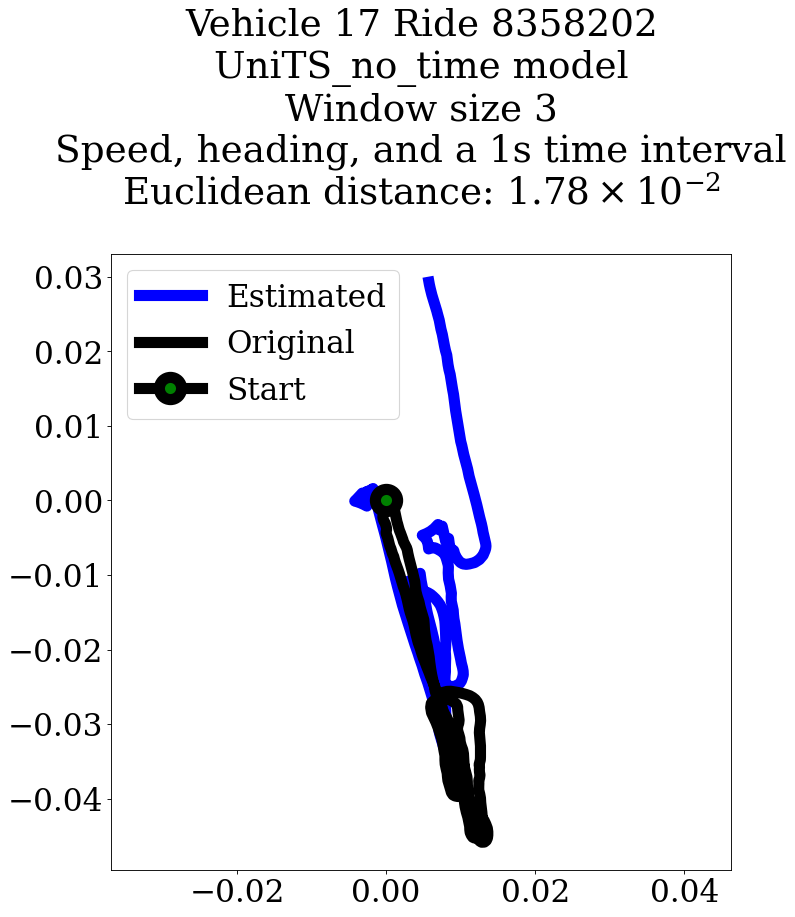 Vehicle 17 Ride 8358202
UniTS_no_time model
Window size 3
Speed, heading, and a 1s time interval
Euclidean distance: 1.78 × 10⁻²
Estimated
Original
Start
0.03
0.02
0.01
0.00
−0.01
−0.02
−0.03
−0.04
−0.02 0.00 0.02 0.04